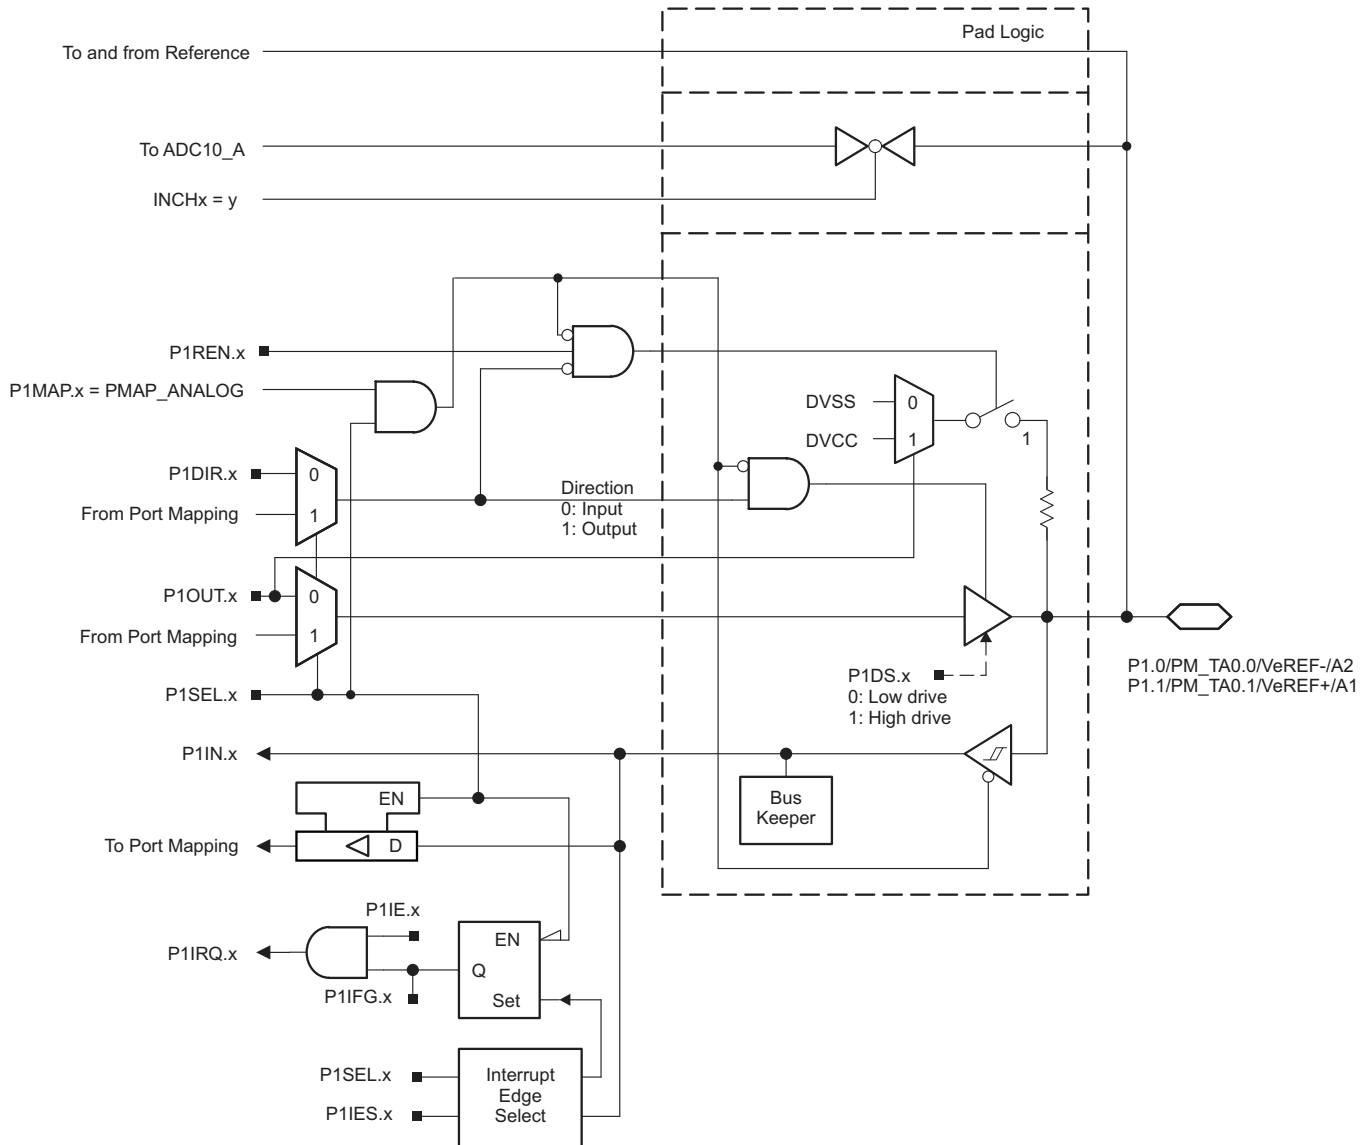 Pad Logic
To and from Reference
To ADC10_A
INCHx = y
P1REN.x
P1MAP.x = PMAP_ANALOG
DVSS
0
DVCC
1
1
P1DIR.x
0
From Port Mapping
1
Direction
0: Input
1: Output
P1OUT.x
0
From Port Mapping
1
P1DS.x
0: Low drive
1: High drive
P1.0/PM_TA0.0/VeREF-/A2
P1.1/PM_TA0.1/VeREF+/A1
P1SEL.x
P1IN.x
Bus
Keeper
EN
To Port Mapping
D
P1IE.x
P1IRQ.x
EN
Q
P1IFG.x
Set
P1SEL.x
P1IES.x
Interrupt
Edge
Select